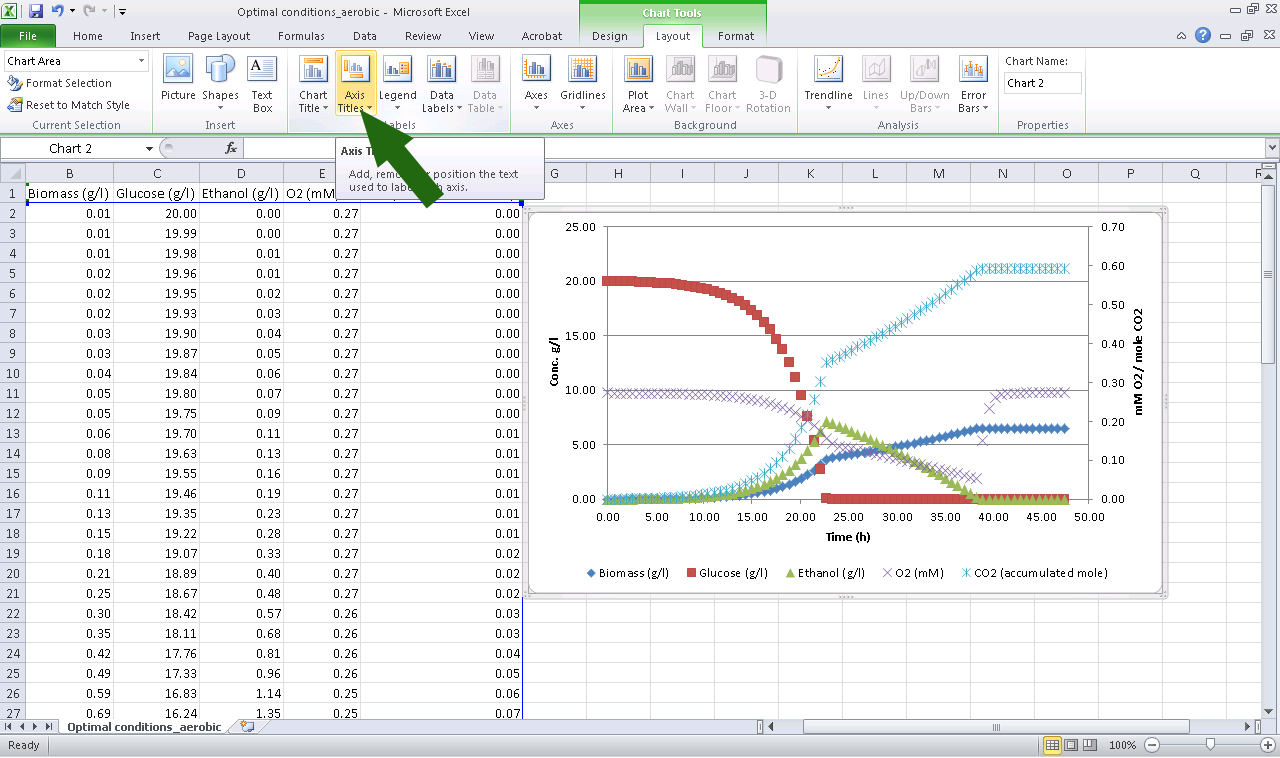 Optimal conditions_aerobic - Microsoft Excel
Chart Tools
File Home Insert Page Layout Formulas Data Review View Acrobat Design Layout Format
Chart Area
Format Selection
Reset to Match Style
Current Selection
Picture Shapes Text Box
Insert
Chart Title Axis Titles Legend Data Labels Data Table
Labels
Axes Gridlines
Axes
Plot Area Chart Wall Chart Floor 3-D Rotation
Background
Trendline Lines Up/Down Bars Error Bars
Analysis
Chart Name:
Chart 2
Properties
Chart 2 fx
Axis
Add, position the text
used to axis.
B C D E G H I J K L M N O P Q R
1 Biomass (g/l) Glucose (g/l) Ethanol (g/l) O2 (mM
2 0.01 20.00 0.00 0.27 0.00
3 0.01 19.99 0.00 0.27 0.00
4 0.01 19.98 0.01 0.27 0.00
5 0.02 19.96 0.01 0.27 0.00
6 0.02 19.95 0.02 0.27 0.00
7 0.02 19.93 0.03 0.27 0.00
8 0.03 19.90 0.04 0.27 0.00
9 0.03 19.87 0.05 0.27 0.00
10 0.04 19.84 0.06 0.27 0.00
11 0.05 19.80 0.07 0.27 0.00
12 0.05 19.75 0.09 0.27 0.00
13 0.06 19.70 0.11 0.27 0.01
14 0.08 19.63 0.13 0.27 0.01
15 0.09 19.55 0.16 0.27 0.01
16 0.11 19.46 0.19 0.27 0.01
17 0.13 19.35 0.23 0.27 0.01
18 0.15 19.22 0.28 0.27 0.01
19 0.18 19.07 0.33 0.27 0.02
20 0.21 18.89 0.40 0.27 0.02
21 0.25 18.67 0.48 0.27 0.02
22 0.30 18.42 0.57 0.26 0.03
23 0.35 18.11 0.68 0.26 0.03
24 0.42 17.76 0.81 0.26 0.04
25 0.49 17.33 0.96 0.26 0.05
26 0.59 16.83 1.14 0.25 0.06
27 0.69 16.24 1.35 0.25 0.07
25.00
20.00
15.00
10.00
5.00
0.00
Conc. g/l
0.70
0.60
0.50
0.40
0.30
0.20
0.10
0.00
mM O2 / mole CO2
0.00 5.00 10.00 15.00 20.00 25.00 30.00 35.00 40.00 45.00 50.00
Time (h)
Biomass (g/l) Glucose (g/l) Ethanol (g/l) O2 (mM) CO2 (accumulated mole)
Optimal conditions_aerobic
Ready 100%